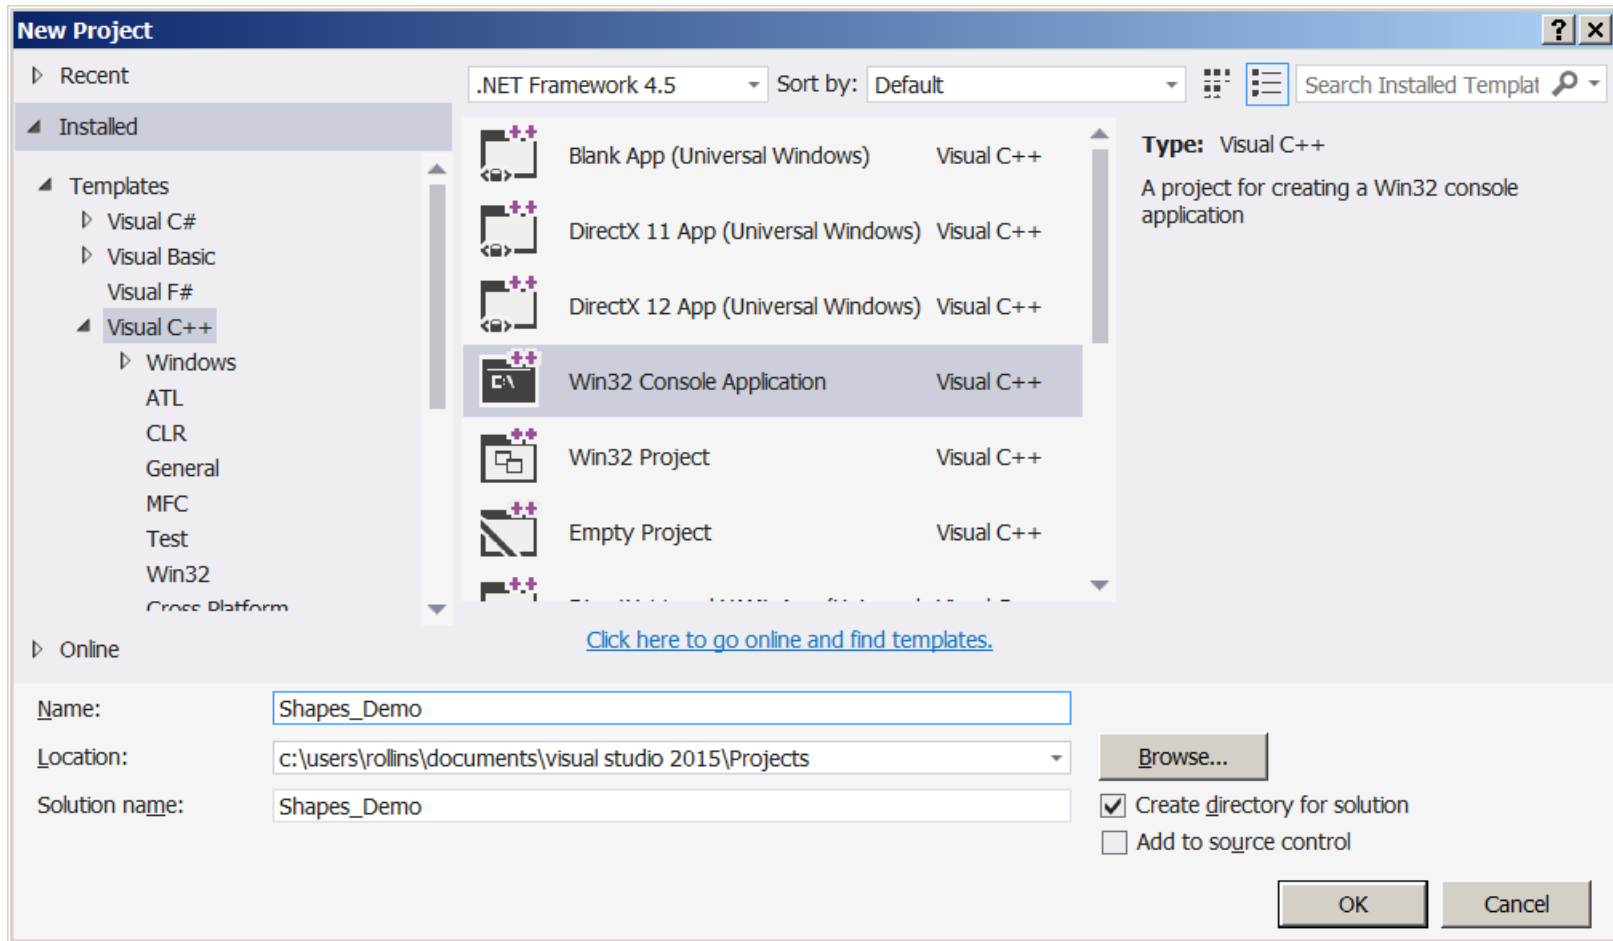 New Project
Recent
.NET Framework 4.5 Sort by: Default Search Installed Templat
Installed
Templates
Visual C#
Visual Basic
Visual F#
Visual C++
Windows
ATL
CLR
General
MFC
Test
Win32
Cross Platform
Online
Blank App (Universal Windows) Visual C++
DirectX 11 App (Universal Windows) Visual C++
DirectX 12 App (Universal Windows) Visual C++
C:\ Win32 Console Application Visual C++
Win32 Project Visual C++
Empty Project Visual C++
Click here to go online and find templates.
Type: Visual C++
A project for creating a Win32 console
application
Name: Shapes_Demo
Location: c:\users\rollins\documents\visual studio 2015\Projects Browse...
Solution name: Shapes_Demo
Create directory for solution
Add to source control
OK Cancel